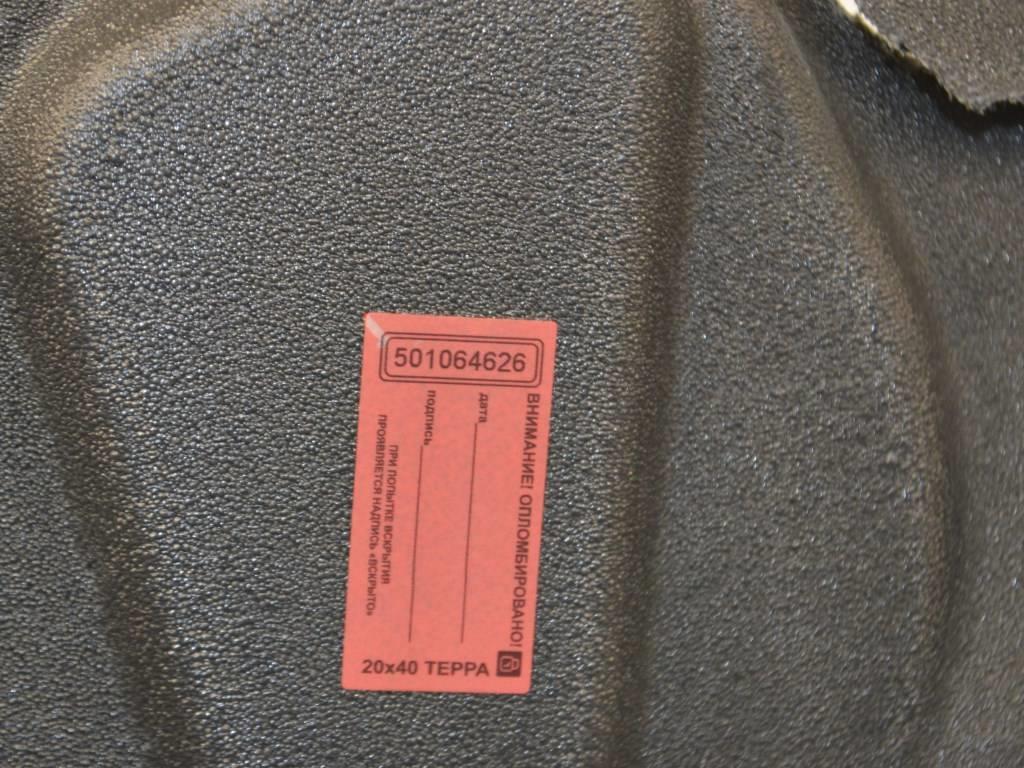 501064626
ВНИМАНИЕ! ОПЛОМБИРОВАНО!
дата
подпись
ПРИ ПОПЫТКЕ ВСКРЫТИЯ
ПРОЯВЛЯЕТСЯ НАДПИСЬ «ВСКРЫТО»
20x40 ТЕРРА